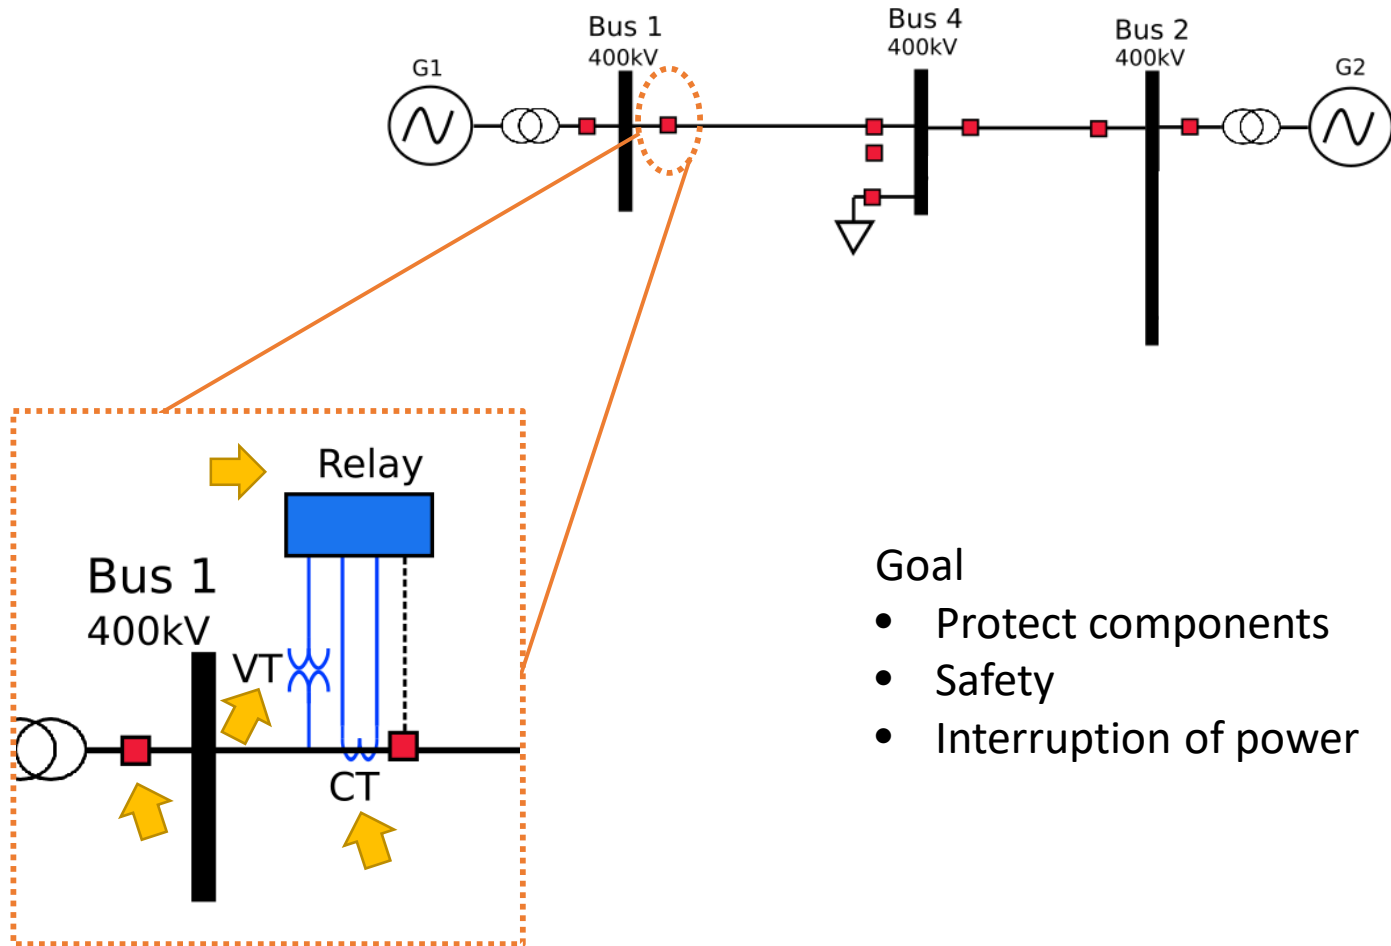 Bus 1
400kV
Bus 4
400kV
Bus 2
400kV
G1
G2
Relay
Bus 1
400kV
VT
CT
Goal
• Protect components
• Safety
• Interruption of power